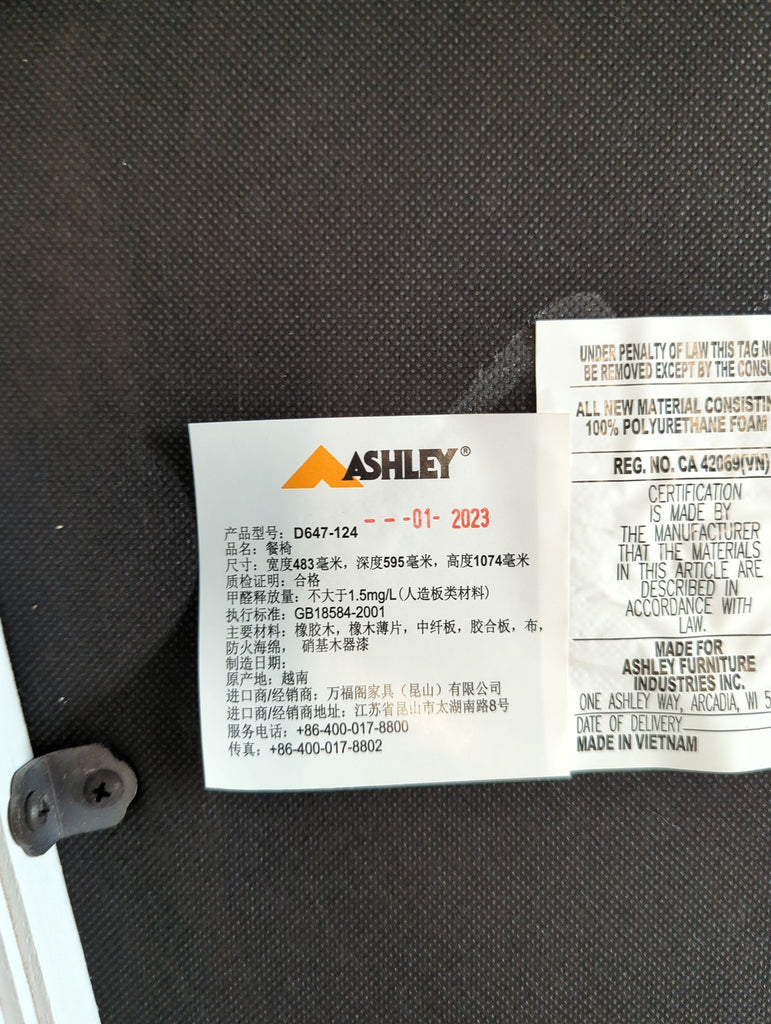 ASHLEY®
- - -01- 2023
产品型号: D647-124
品名: 餐椅
尺寸: 宽度483毫米，深度595毫米，高度1074毫米
质检证明: 合格
甲醛释放量: 不大于1.5mg/L(人造板类材料)
执行标准: GB18584-2001
主要材料: 橡胶木，橡木薄片，中纤板，胶合板，布，
防火海绵， 硝基木器漆
制造日期:
原产地: 越南
进口商/经销商: 万福阁家具（昆山）有限公司
进口商/经销商地址: 江苏省昆山市太湖南路8号
服务电话: +86-400-017-8800
传真: +86-400-017-8802
UNDER PENALTY OF LAW THIS TAG
BE REMOVED EXCEPT BY THE
ALL NEW MATERIAL
100% POLYURETHANE FOAM
REG. NO. CA 42069(VN)
CERTIFICATION
IS MADE BY
THE MANUFACTURER
THAT THE MATERIALS
IN THIS ARTICLE ARE
DESCRIBED IN
ACCORDANCE WITH
LAW.
MADE FOR
ASHLEY FURNITURE
INDUSTRIES INC.
ONE ASHLEY WAY, ARCADIA, WI
DATE OF DELIVERY
MADE IN VIETNAM